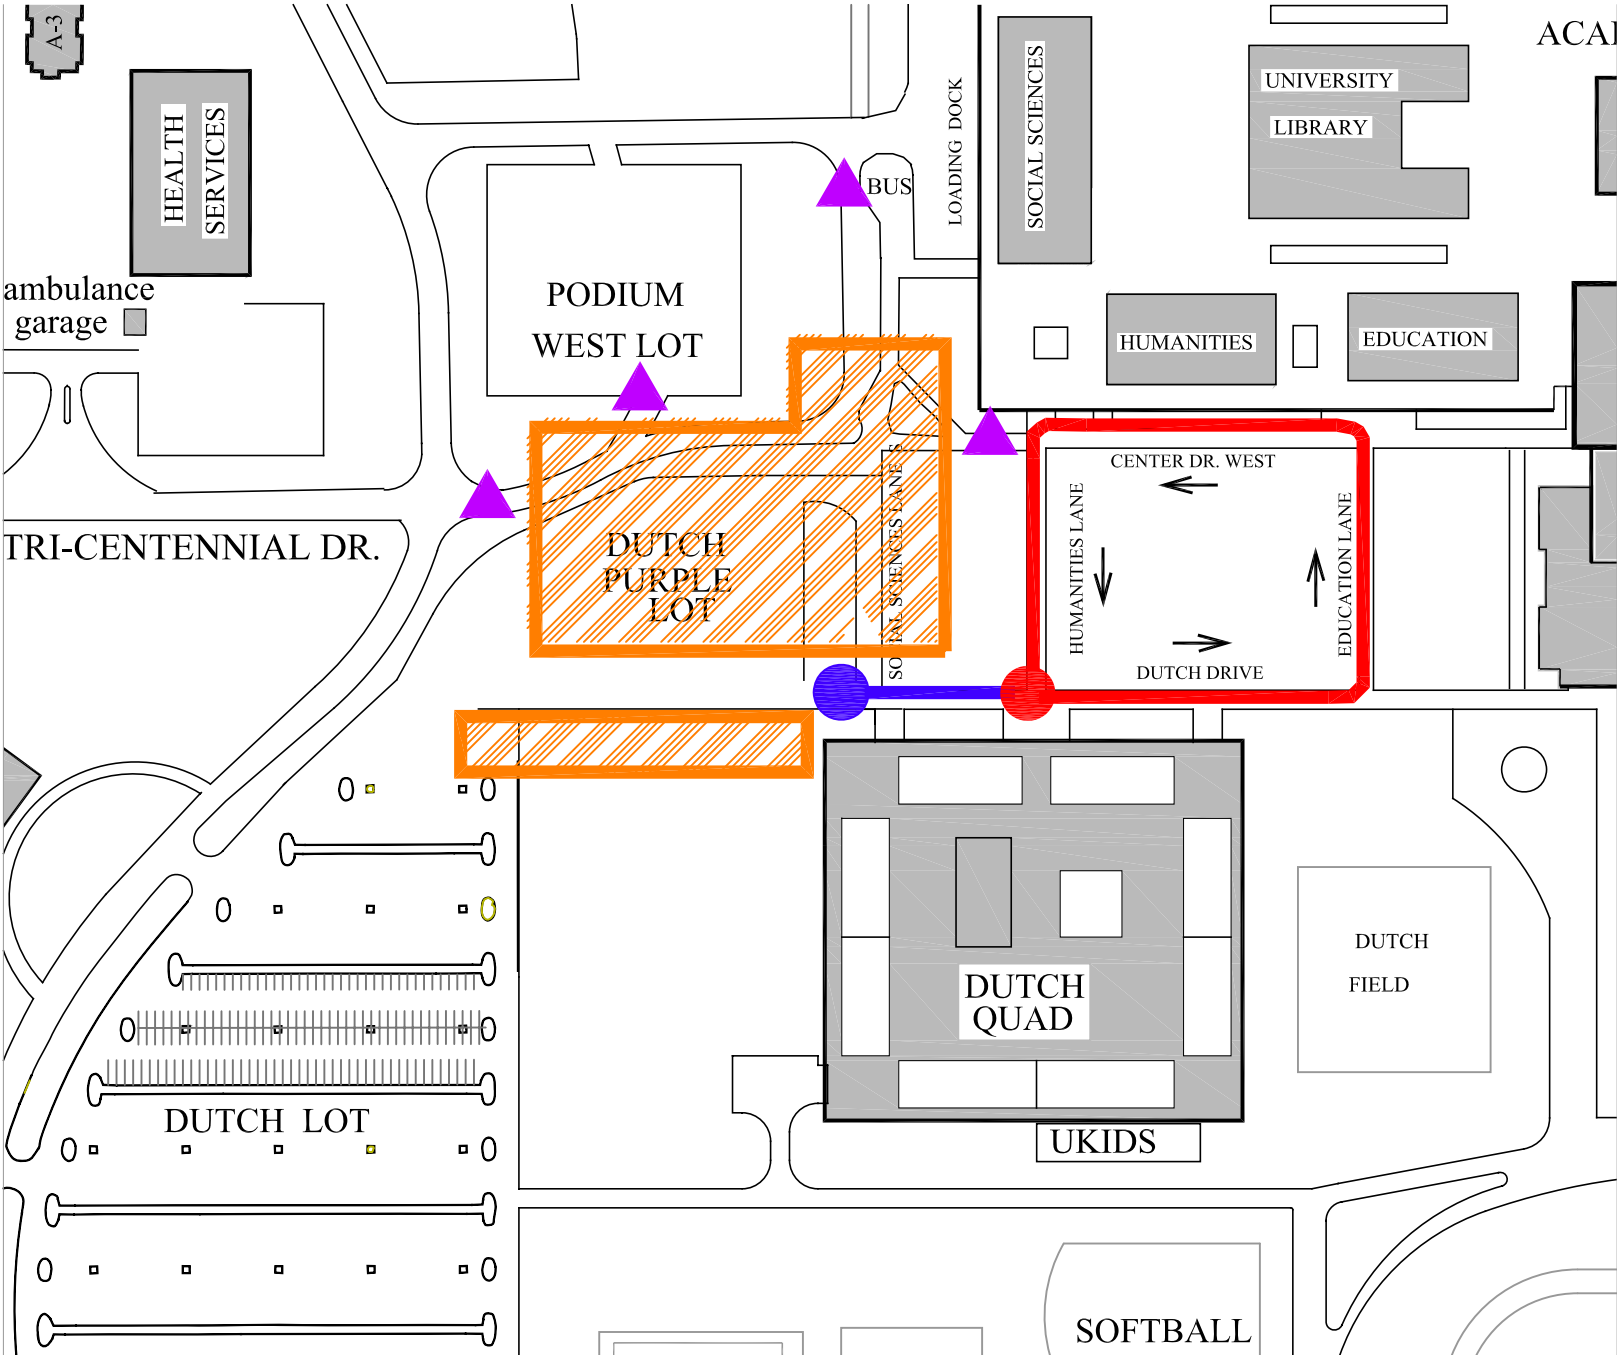 A-3
ACA
HEALTH
SERVICES
BUS
LOADING DOCK
SOCIAL SCIENCES
UNIVERSITY
LIBRARY
ambulance
garage
PODIUM
WEST LOT
HUMANITIES
EDUCATION
CENTER DR. WEST
HUMANITIES LANE
EDUCATION LANE
DUTCH DRIVE
TRI-CENTENNIAL DR.
DUTCH
PURPLE
LOT
SOCIAL SCIENCES LANE S
DUTCH
FIELD
DUTCH
QUAD
DUTCH LOT
UKIDS
SOFTBALL